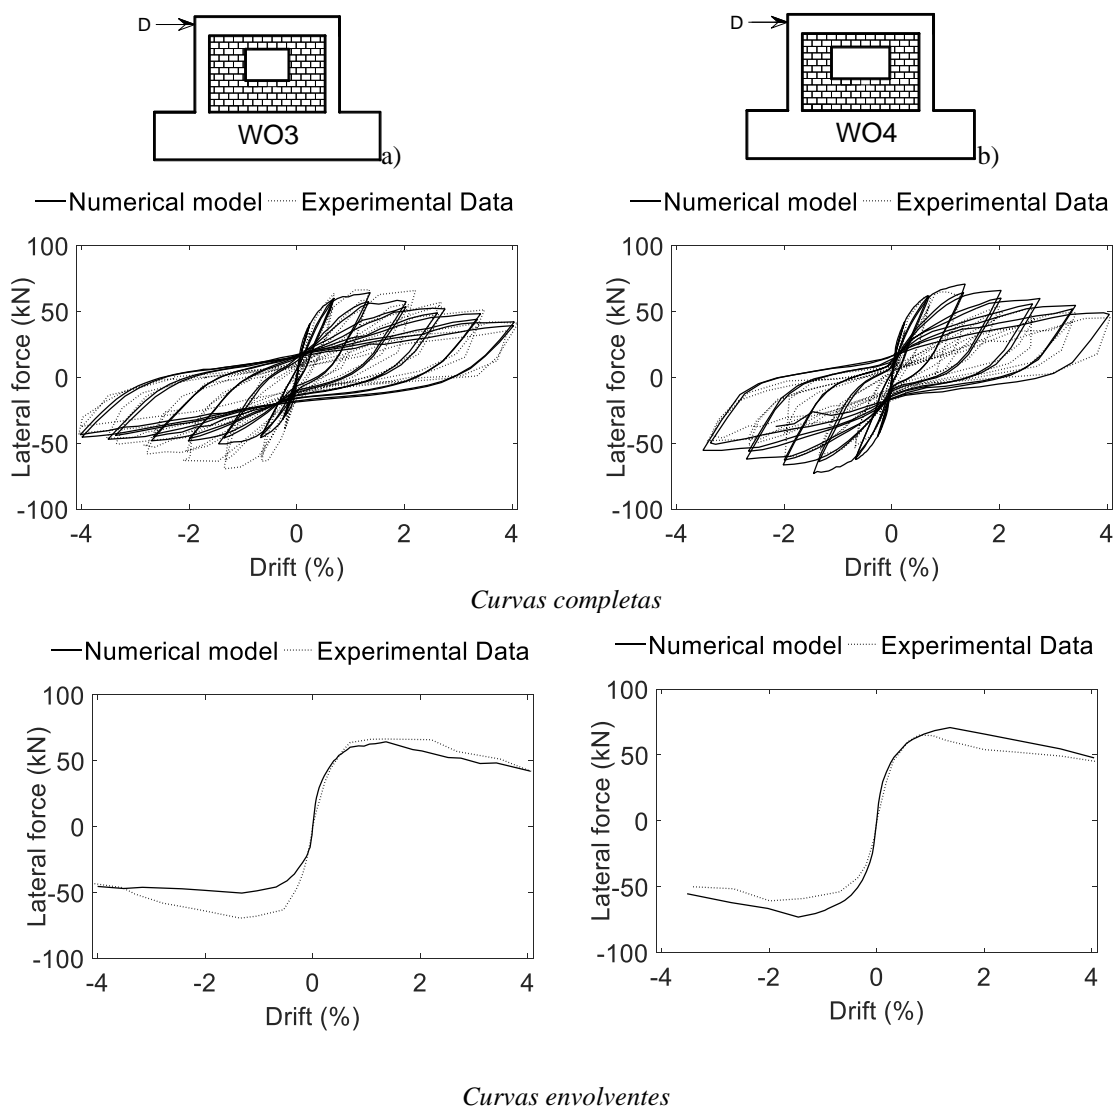 D
WO3
a)
D
WO4
b)
Numerical model Experimental Data
Lateral force (kN)
100
50
0
-50
-100
-4 -2 0 2 4
Drift (%)
Numerical model Experimental Data
Lateral force (kN)
100
50
0
-50
-100
-4 -2 0 2 4
Drift (%)
Curvas completas
Numerical model Experimental Data
Lateral force (kN)
100
50
0
-50
-100
-4 -2 0 2 4
Drift (%)
Numerical model Experimental Data
Lateral force (kN)
100
50
0
-50
-100
-4 -2 0 2 4
Drift (%)
Curvas envolventes